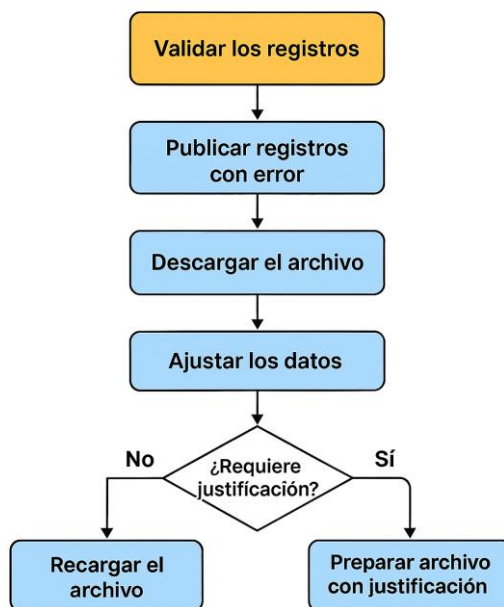 Validar los registros
Publicar registros
con error
Descargar el archivo
Ajustar los datos
No
¿Requiere
justificación?
Sí
Recargar el
archivo
Preparar archivo
con justificación